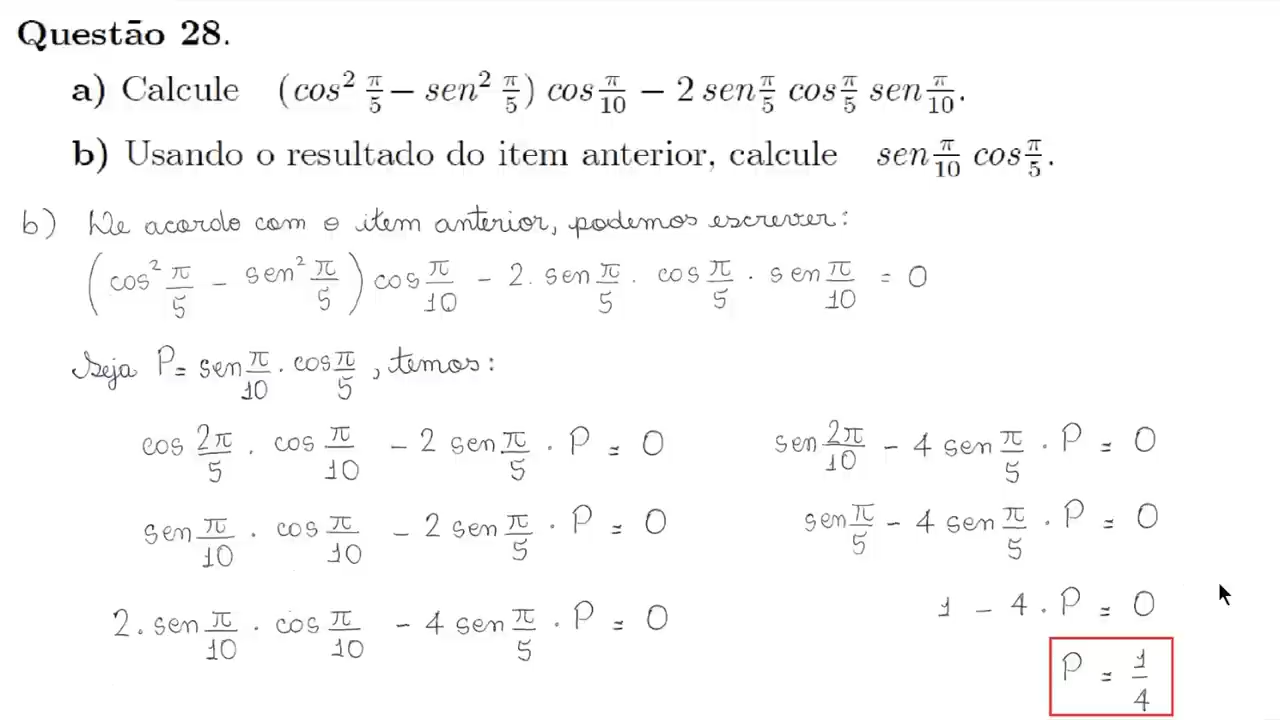 Questão 28.
a) Calcule (cos² π/5 − sen² π/5) cos π/10 − 2 sen π/5 cos π/5 sen π/10.
b) Usando o resultado do item anterior, calcule sen π/10 cos π/5.
b) De acordo com o item anterior, podemos escrever:
(cos² π/5 − sen² π/5) cos π/10 − 2. sen π/5 . cos π/5 . sen π/10 = 0
Seja P = sen π/10 . cos π/5, temos:
cos 2π/5 . cos π/10 − 2 sen π/5 . P = 0
sen π/10 . cos π/10 − 2 sen π/5 . P = 0
2. sen π/10 . cos π/10 − 4 sen π/5 . P = 0
sen 2π/10 − 4 sen π/5 . P = 0
sen π/5 − 4 sen π/5 . P = 0
1 − 4 . P = 0
P = 1/4